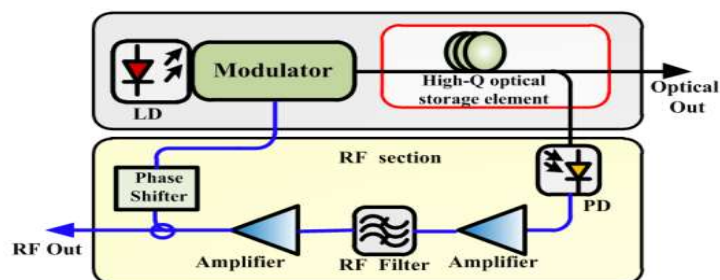 Modulator
LD
High-Q optical
storage element
Optical
Out
RF section
Phase
Shifter
PD
RF Out
Amplifier
RF Filter
Amplifier